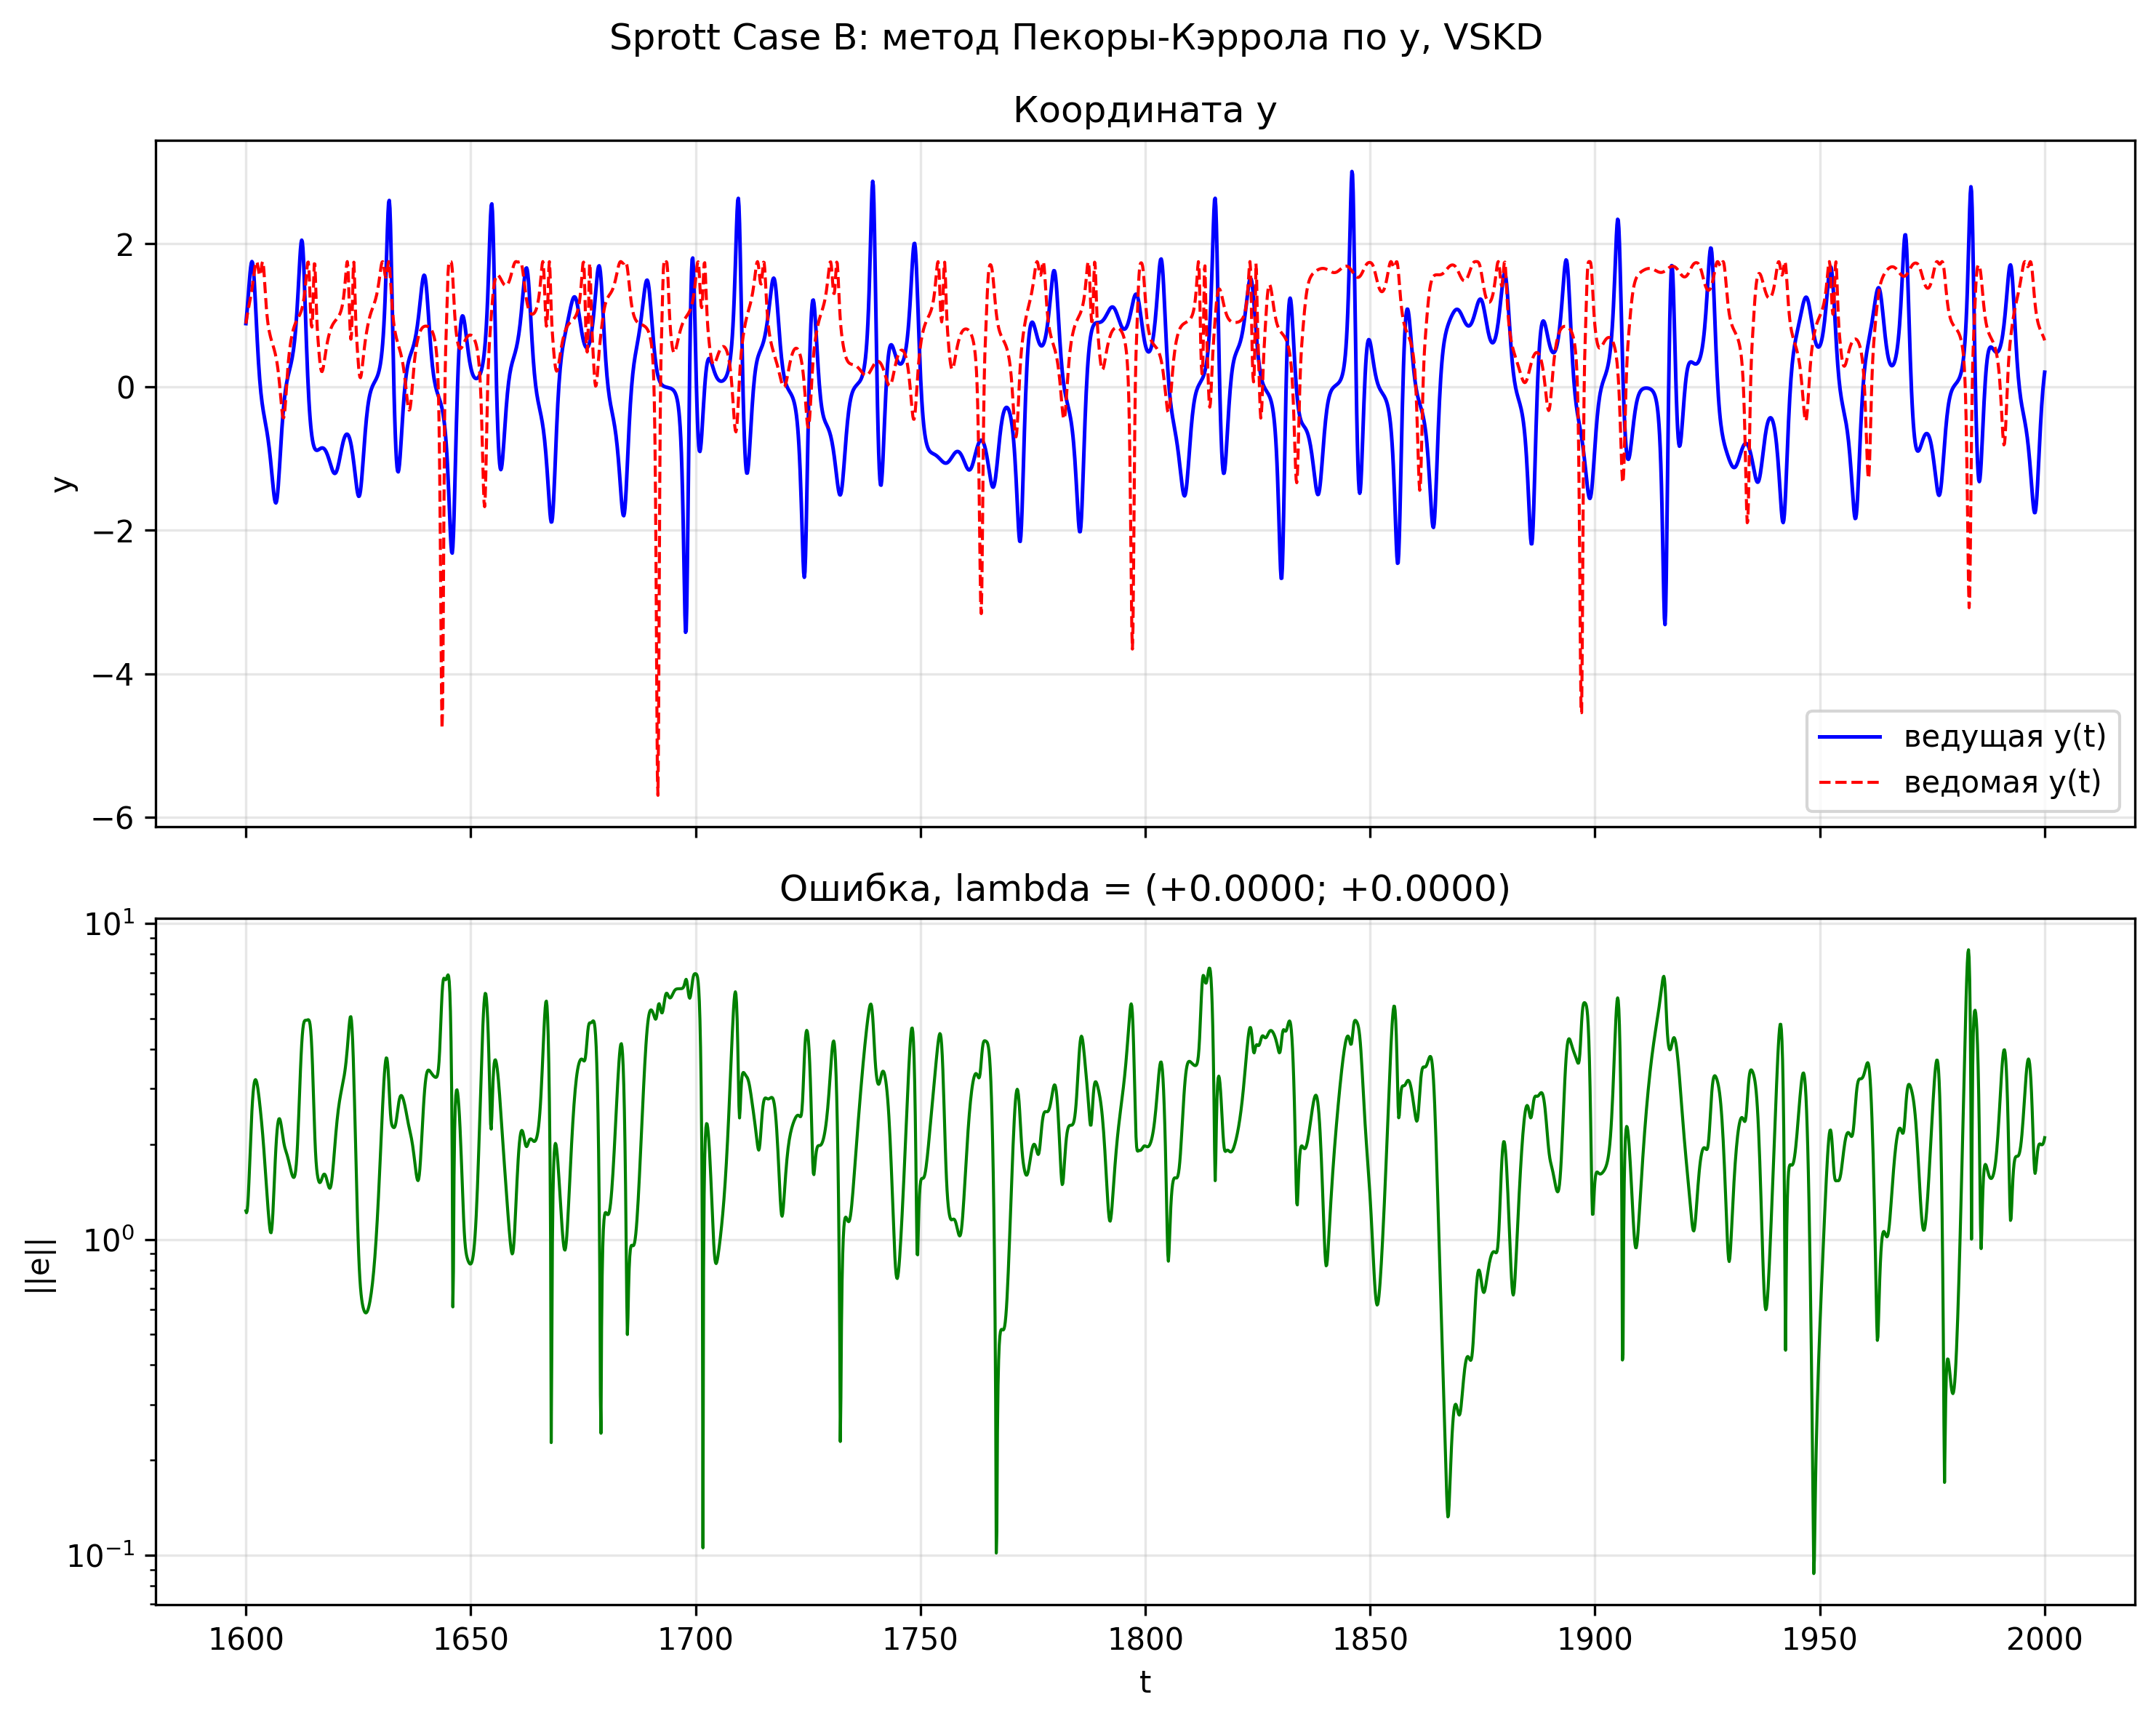 Sprott Case B: метод Пекоры-Кэррола по y, VSKD
Координата y
y
2
0
−2
−4
−6
ведущая y(t)
ведомая y(t)
Ошибка, lambda = (+0.0000; +0.0000)
||e||
10¹
10⁰
10⁻¹
1600 1650 1700 1750 1800 1850 1900 1950 2000
t